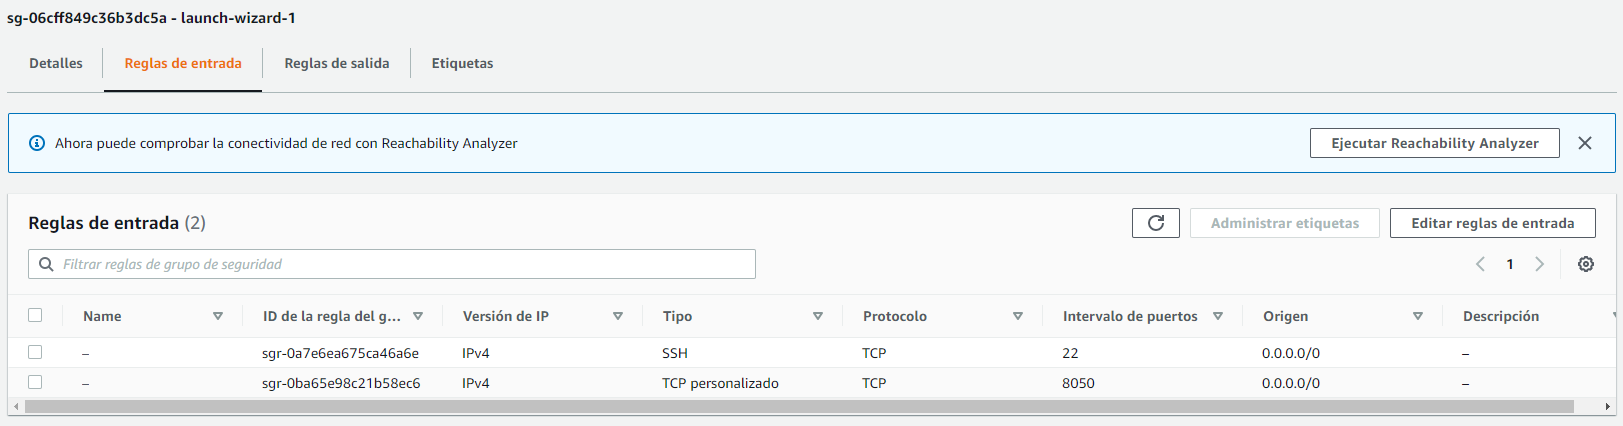 sg-06cff849c36b3dc5a - launch-wizard-1
Detalles Reglas de entrada Reglas de salida Etiquetas
Ahora puede comprobar la conectividad de red con Reachability Analyzer Ejecutar Reachability Analyzer
Reglas de entrada (2) Administrar etiquetas Editar reglas de entrada
Filtrar reglas de grupo de seguridad 1
Name ID de la regla del g... Versión de IP Tipo Protocolo Intervalo de puertos Origen Descripción
– sgr-0a7e6ea675ca46a6e IPv4 SSH TCP 22 0.0.0.0/0 –
– sgr-0ba65e98c21b58ec6 IPv4 TCP personalizado TCP 8050 0.0.0.0/0 –